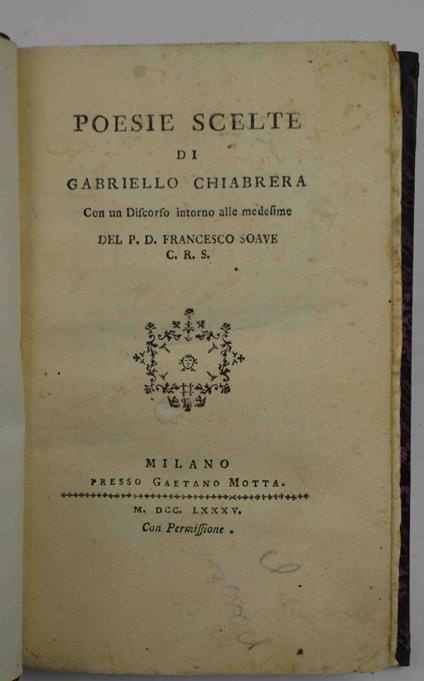 POESIE SCELTE
DI
GABRIELLO CHIABRERA
Con un Diſcorſo intorno alle medeſime
DEL P. D. FRANCESCO SOAVE
C. R. S.
MILANO
PRESSO GAETANO MOTTA.
M. DCC. LXXXV.
Con Permiſſione.